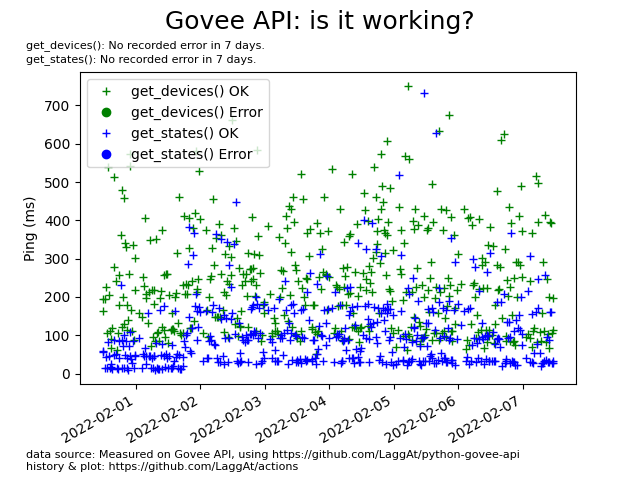 Govee API: is it working?
get_devices(): No recorded error in 7 days.
get_states(): No recorded error in 7 days.
get_devices() OK
get_devices() Error
get_states() OK
get_states() Error
Ping (ms)
700
600
500
400
300
200
100
0
2022-02-01
2022-02-02
2022-02-03
2022-02-04
2022-02-05
2022-02-06
2022-02-07
data source: Measured on Govee API, using https://github.com/LaggAt/python-govee-api
history & plot: https://github.com/LaggAt/actions